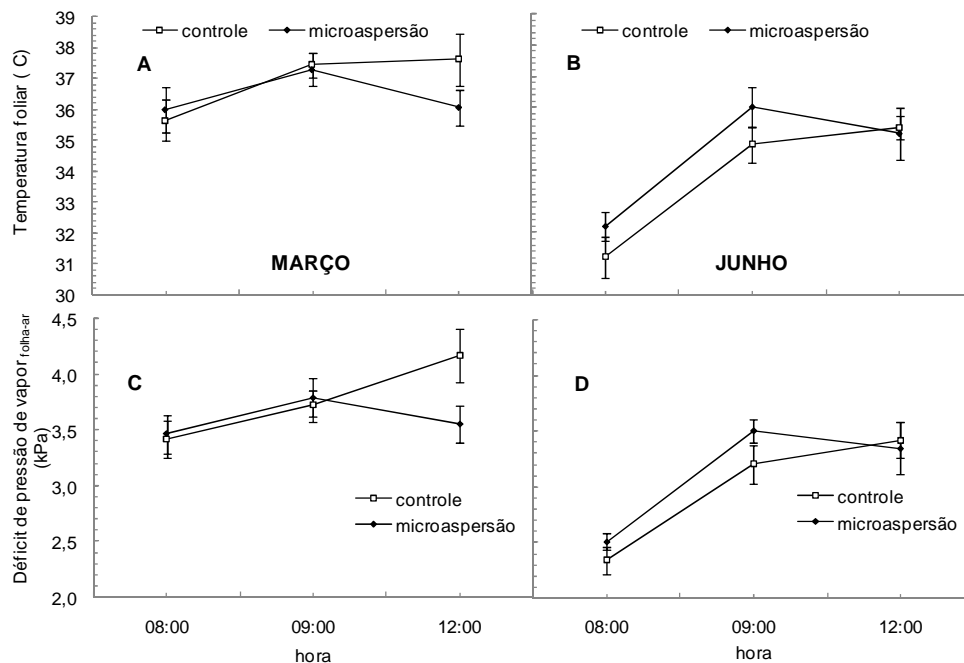 controle microaspersão
controle microaspersão
Temperatura foliar ( C)
39
38
37
36
35
34
33
32
31
30
A
B
MARÇO
JUNHO
Déficit de pressão de vapor folha-ar
(kPa)
4,5
4,0
3,5
3,0
2,5
2,0
C
D
controle
microaspersão
controle
microaspersão
08:00 09:00 12:00
hora
08:00 09:00 12:00
hora